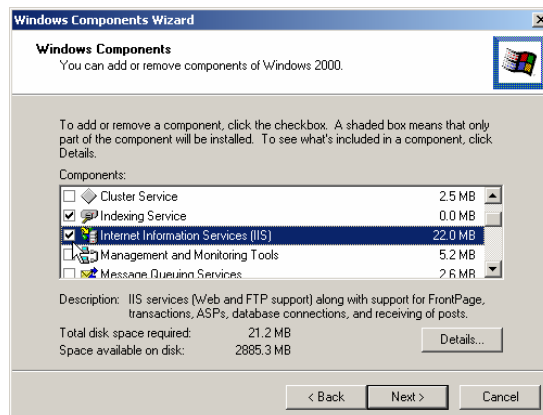 Windows Components Wizard
Windows Components
You can add or remove components of Windows 2000.
To add or remove a component, click the checkbox. A shaded box means that only
part of the component will be installed. To see what's included in a component, click
Details.
Components:
Cluster Service 2.5 MB
Indexing Service 0.0 MB
Internet Information Services (IIS) 22.0 MB
Management and Monitoring Tools 5.2 MB
Message Queuing Services 2.6 MB
Description: IIS services (Web and FTP support) along with support for FrontPage,
transactions, ASPs, database connections, and receiving of posts.
Total disk space required: 21.2 MB
Space available on disk: 2885.3 MB
Details...
< Back Next > Cancel